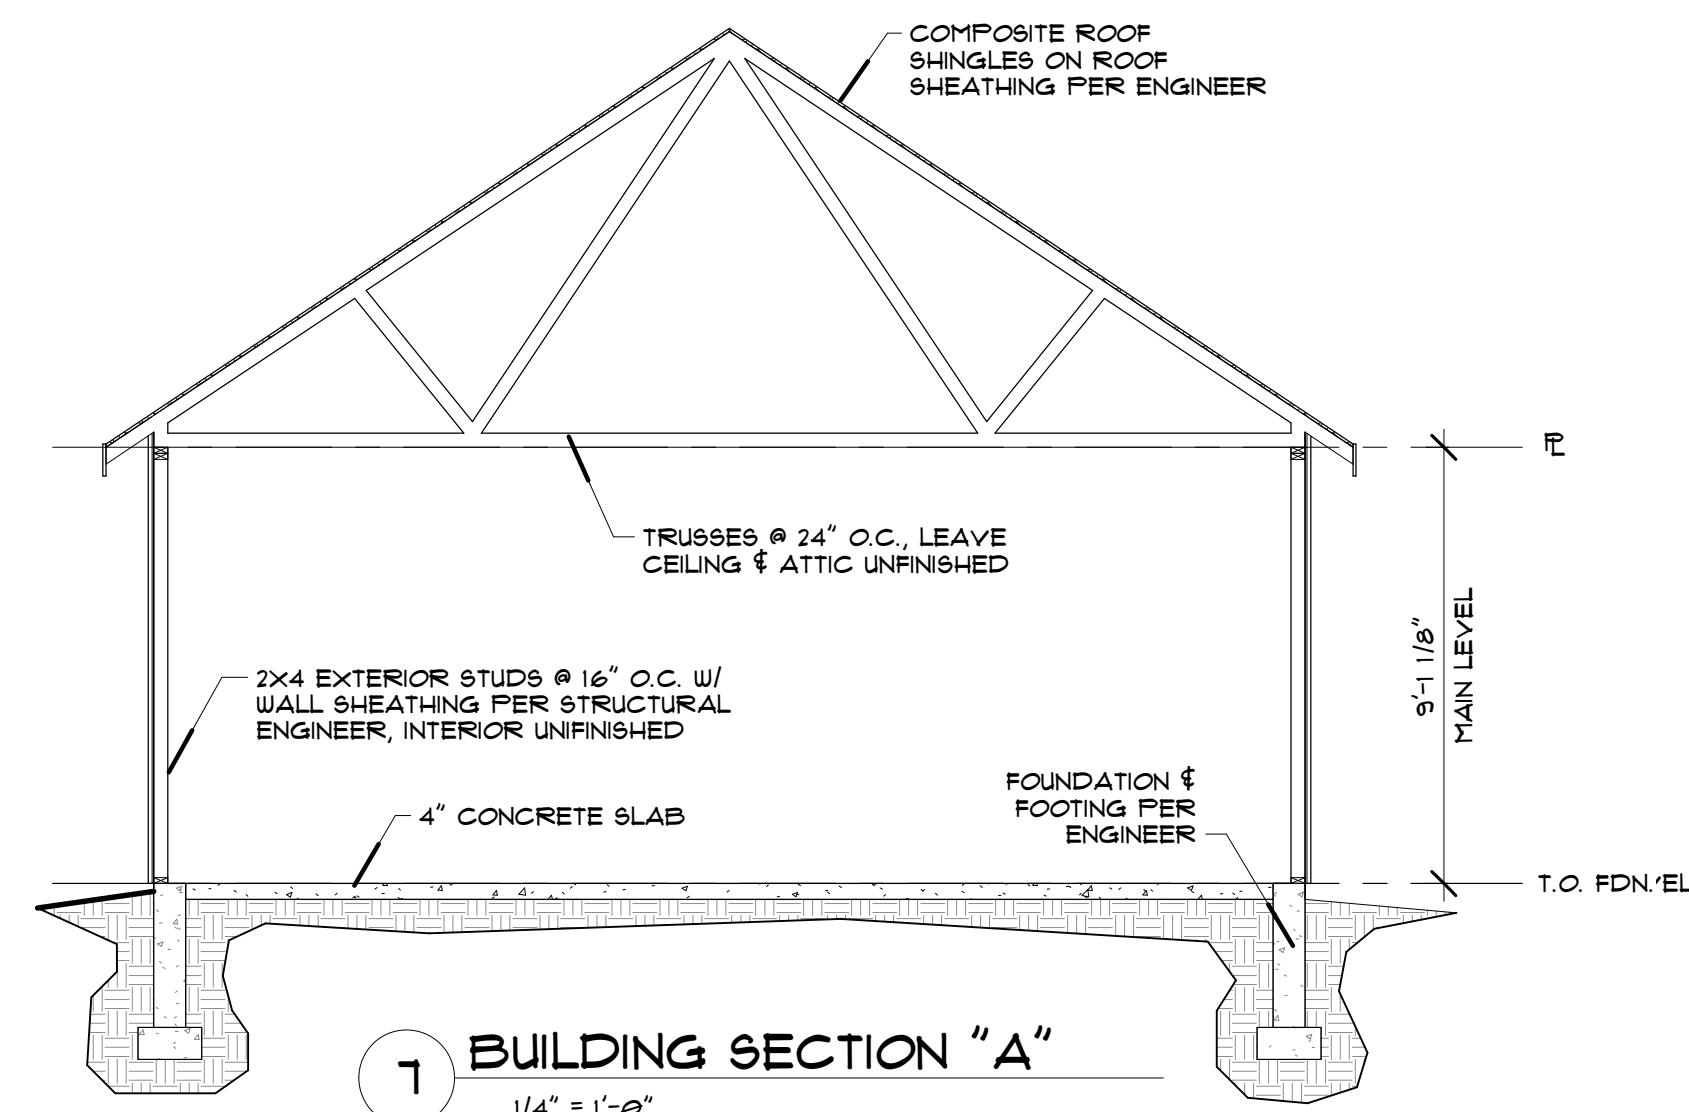 COMPOSITE ROOF
SHINGLES ON ROOF
SHEATHING PER ENGINEER
PL
TRUSSES @ 24" O.C., LEAVE
CEILING & ATTIC UNFINISHED
9'-1 1/8"
MAIN LEVEL
2X4 EXTERIOR STUDS @ 16" O.C. W/
WALL SHEATHING PER STRUCTURAL
ENGINEER, INTERIOR UNIFINISHED
FOUNDATION &
FOOTING PER
ENGINEER
4" CONCRETE SLAB
T.O. FDN.'EL
7
BUILDING SECTION "A"
1/4" = 1'-0"